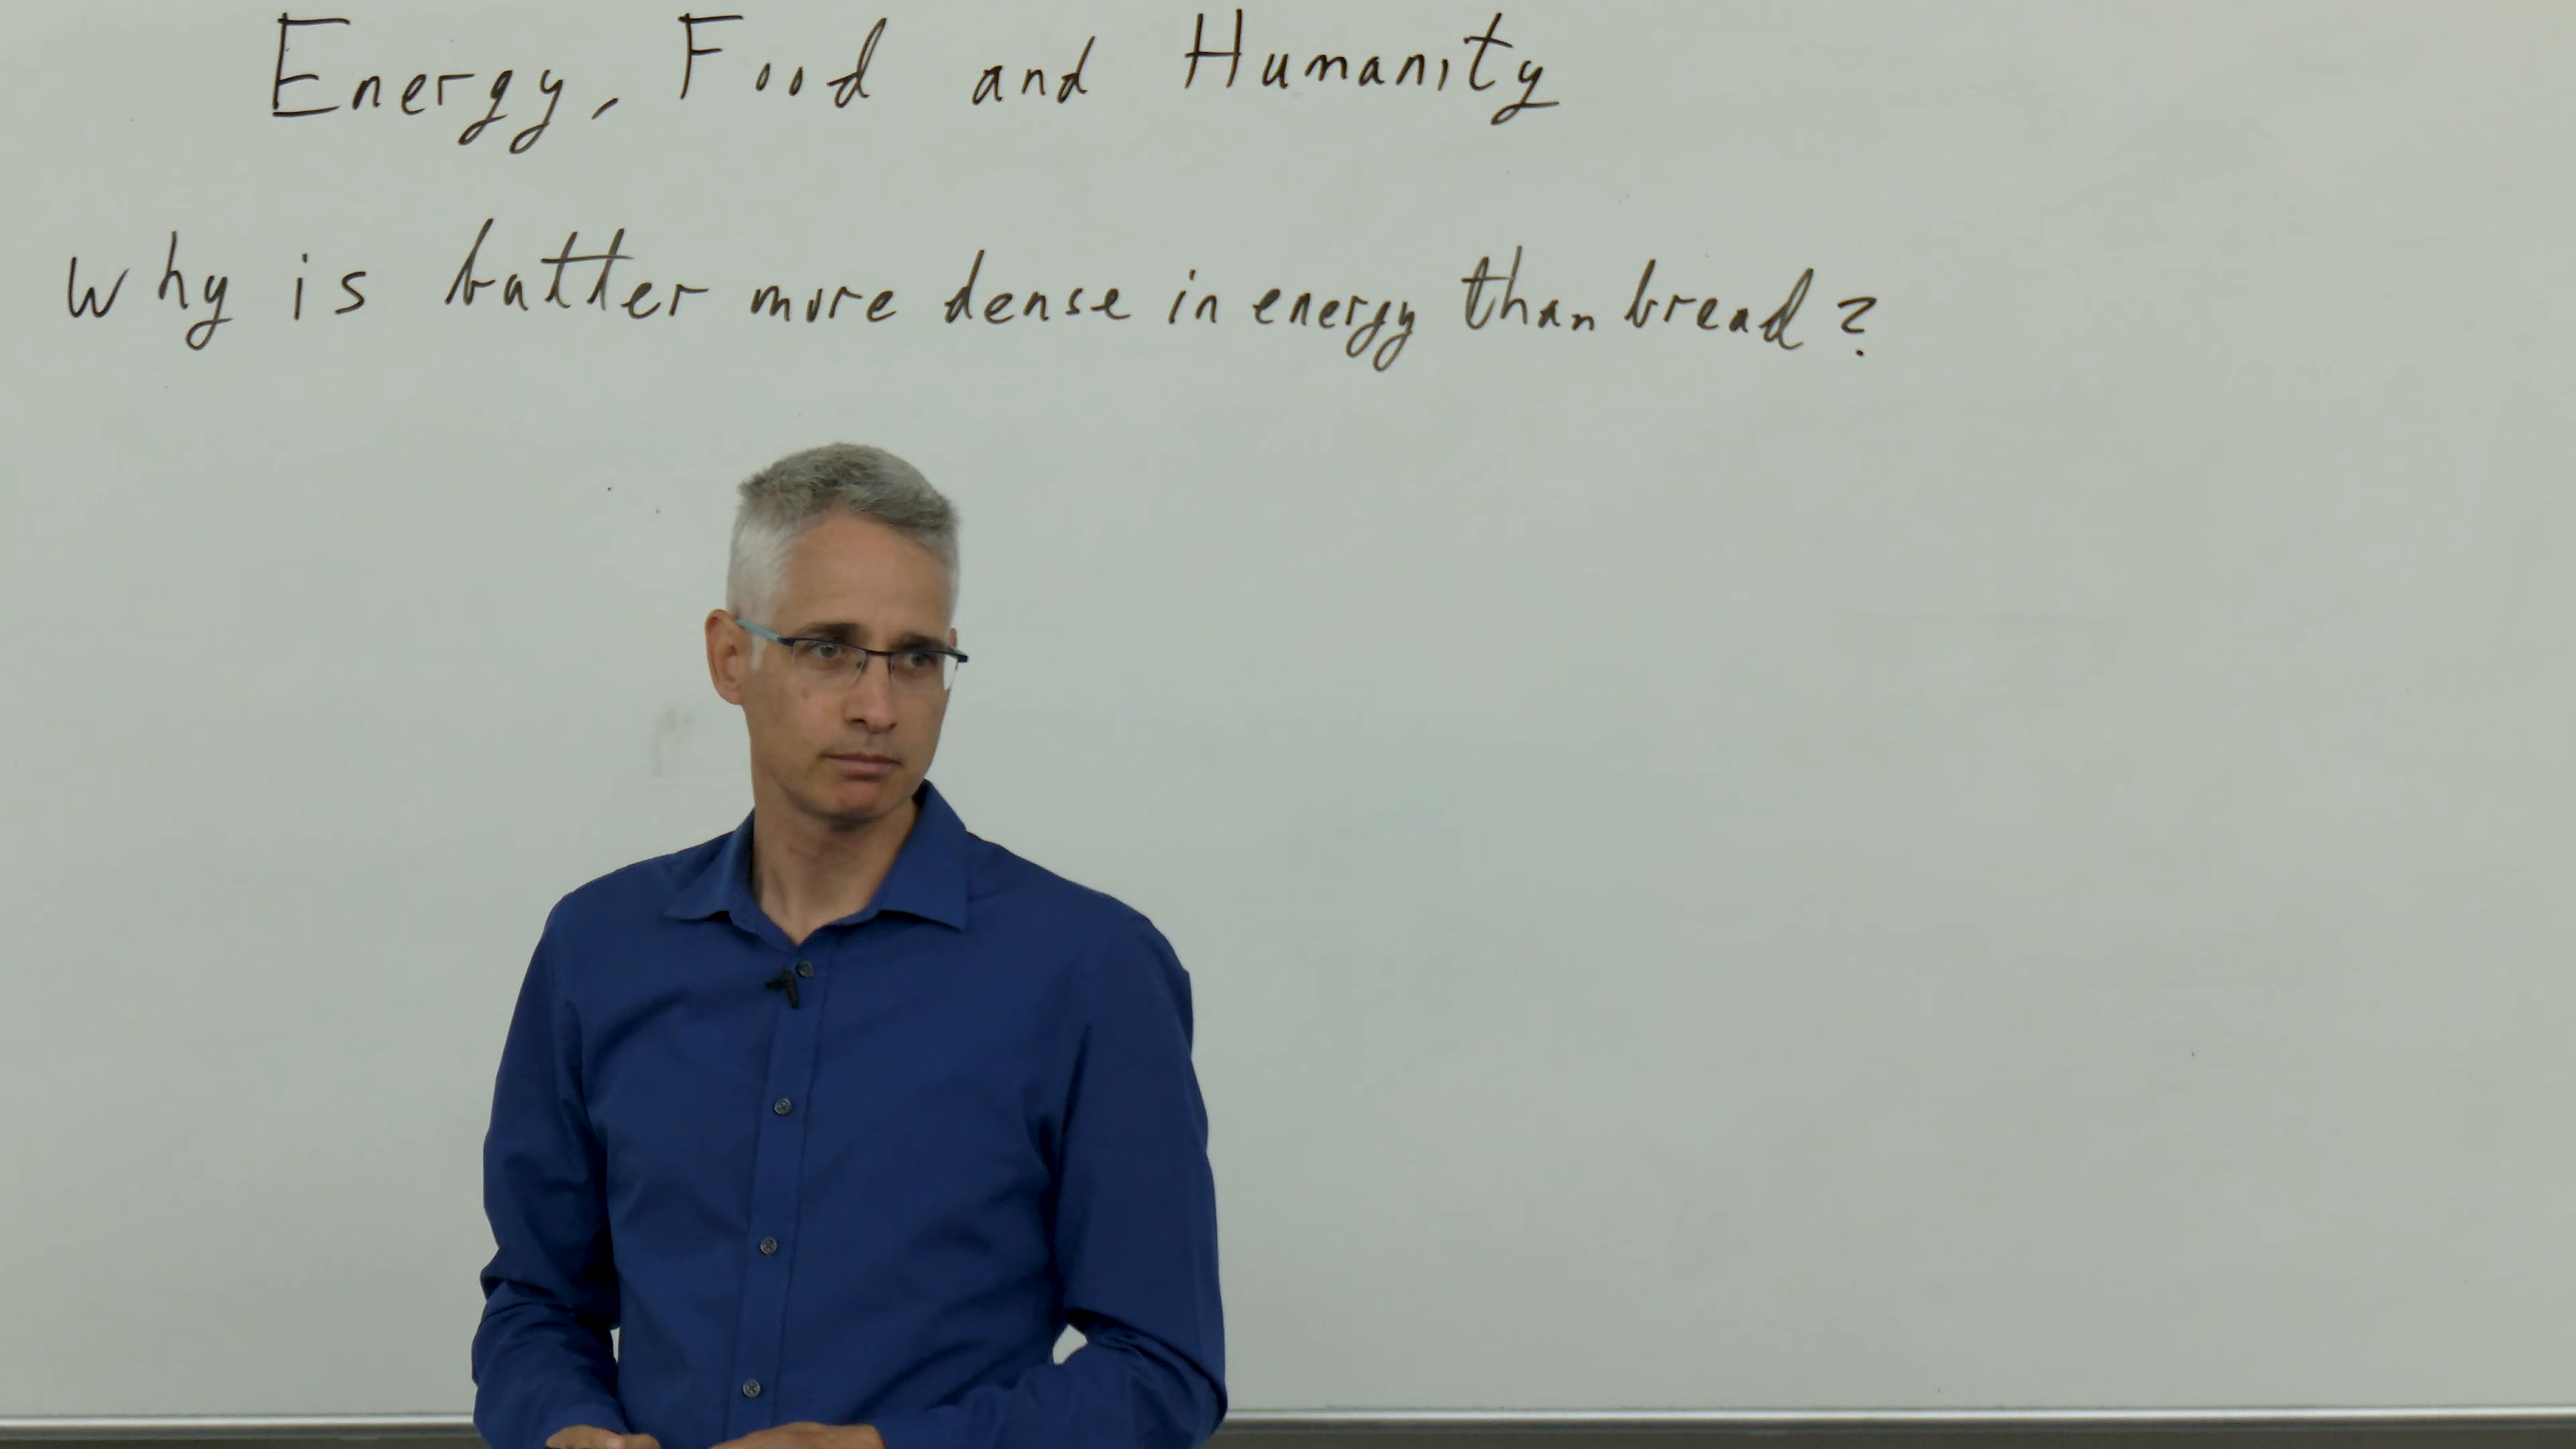 Energy, Food and Humanity
Why is butter more dense in energy than bread?